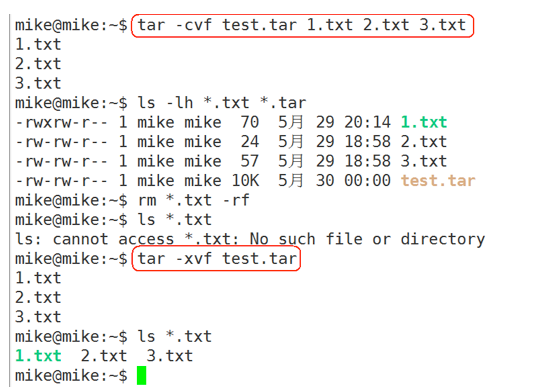 mike@mike:~$ tar -cvf test.tar 1.txt 2.txt 3.txt
1.txt
2.txt
3.txt
mike@mike:~$ ls -lh *.txt *.tar
-rwxrw-r-- 1 mike mike  70  5月  29 20:14 1.txt
-rw-rw-r-- 1 mike mike  24  5月  29 18:58 2.txt
-rw-rw-r-- 1 mike mike  57  5月  29 18:58 3.txt
-rw-rw-r-- 1 mike mike 10K  5月  30 00:00 test.tar
mike@mike:~$ rm *.txt -rf
mike@mike:~$ ls *.txt
ls: cannot access *.txt: No such file or directory
mike@mike:~$ tar -xvf test.tar
1.txt
2.txt
3.txt
mike@mike:~$ ls *.txt
1.txt  2.txt  3.txt
mike@mike:~$